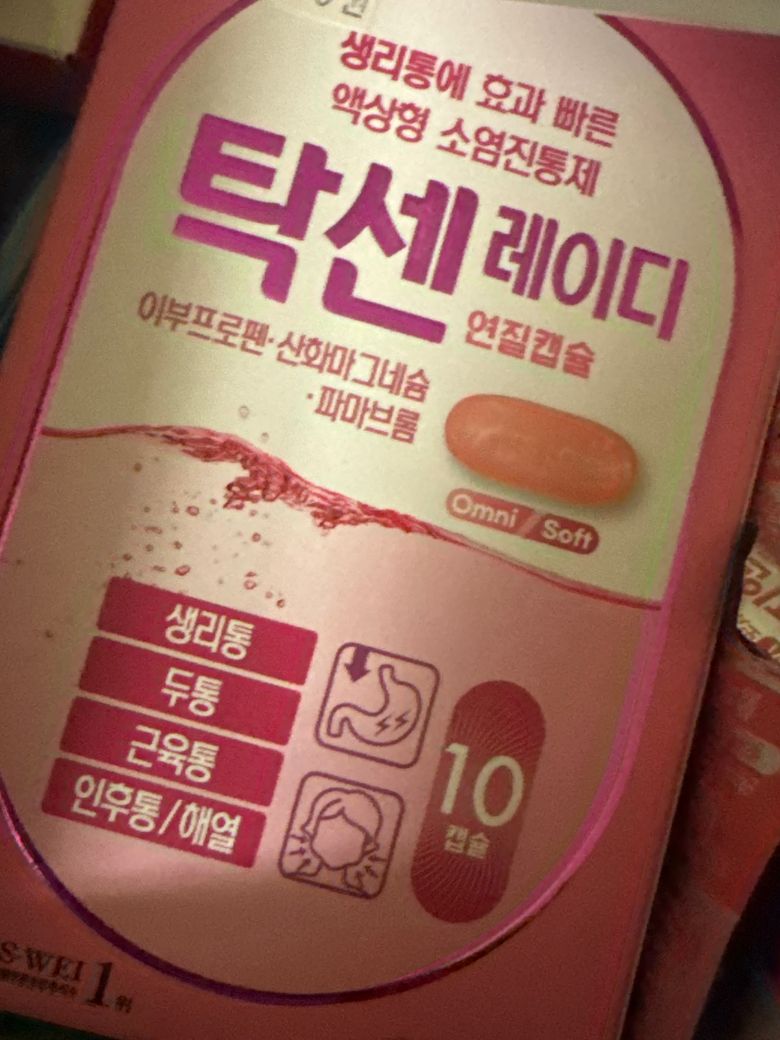 생리통에 효과 빠른
액상형 소염진통제
탁센 레이디
연질캡슐
이부프로펜·산화마그네슘
·파마브롬
Omni / Soft
생리통
두통
근육통
인후통/해열
10
캡슐
S-WEI 1위